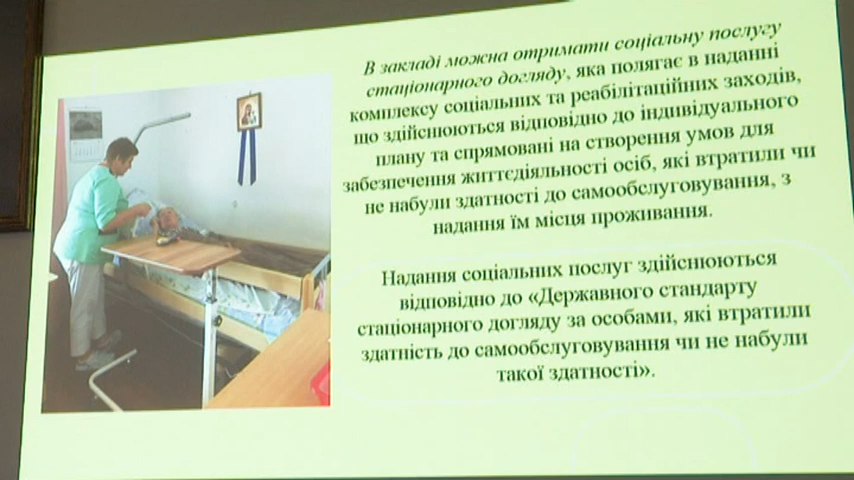 В закладі можна отримати соціальну послугу
стаціонарного догляду, яка полягає в наданні
комплексу соціальних та реабілітаційних заходів,
що здійснюються відповідно до індивідуального
плану та спрямовані на створення умов для
забезпечення життєдіяльності осіб, які втратили чи
не набули здатності до самообслуговування, з
надання їм місця проживання.
Надання соціальних послуг здійснюються
відповідно до «Державного стандарту
стаціонарного догляду за особами, які втратили
здатність до самообслуговування чи не набули
такої здатності».